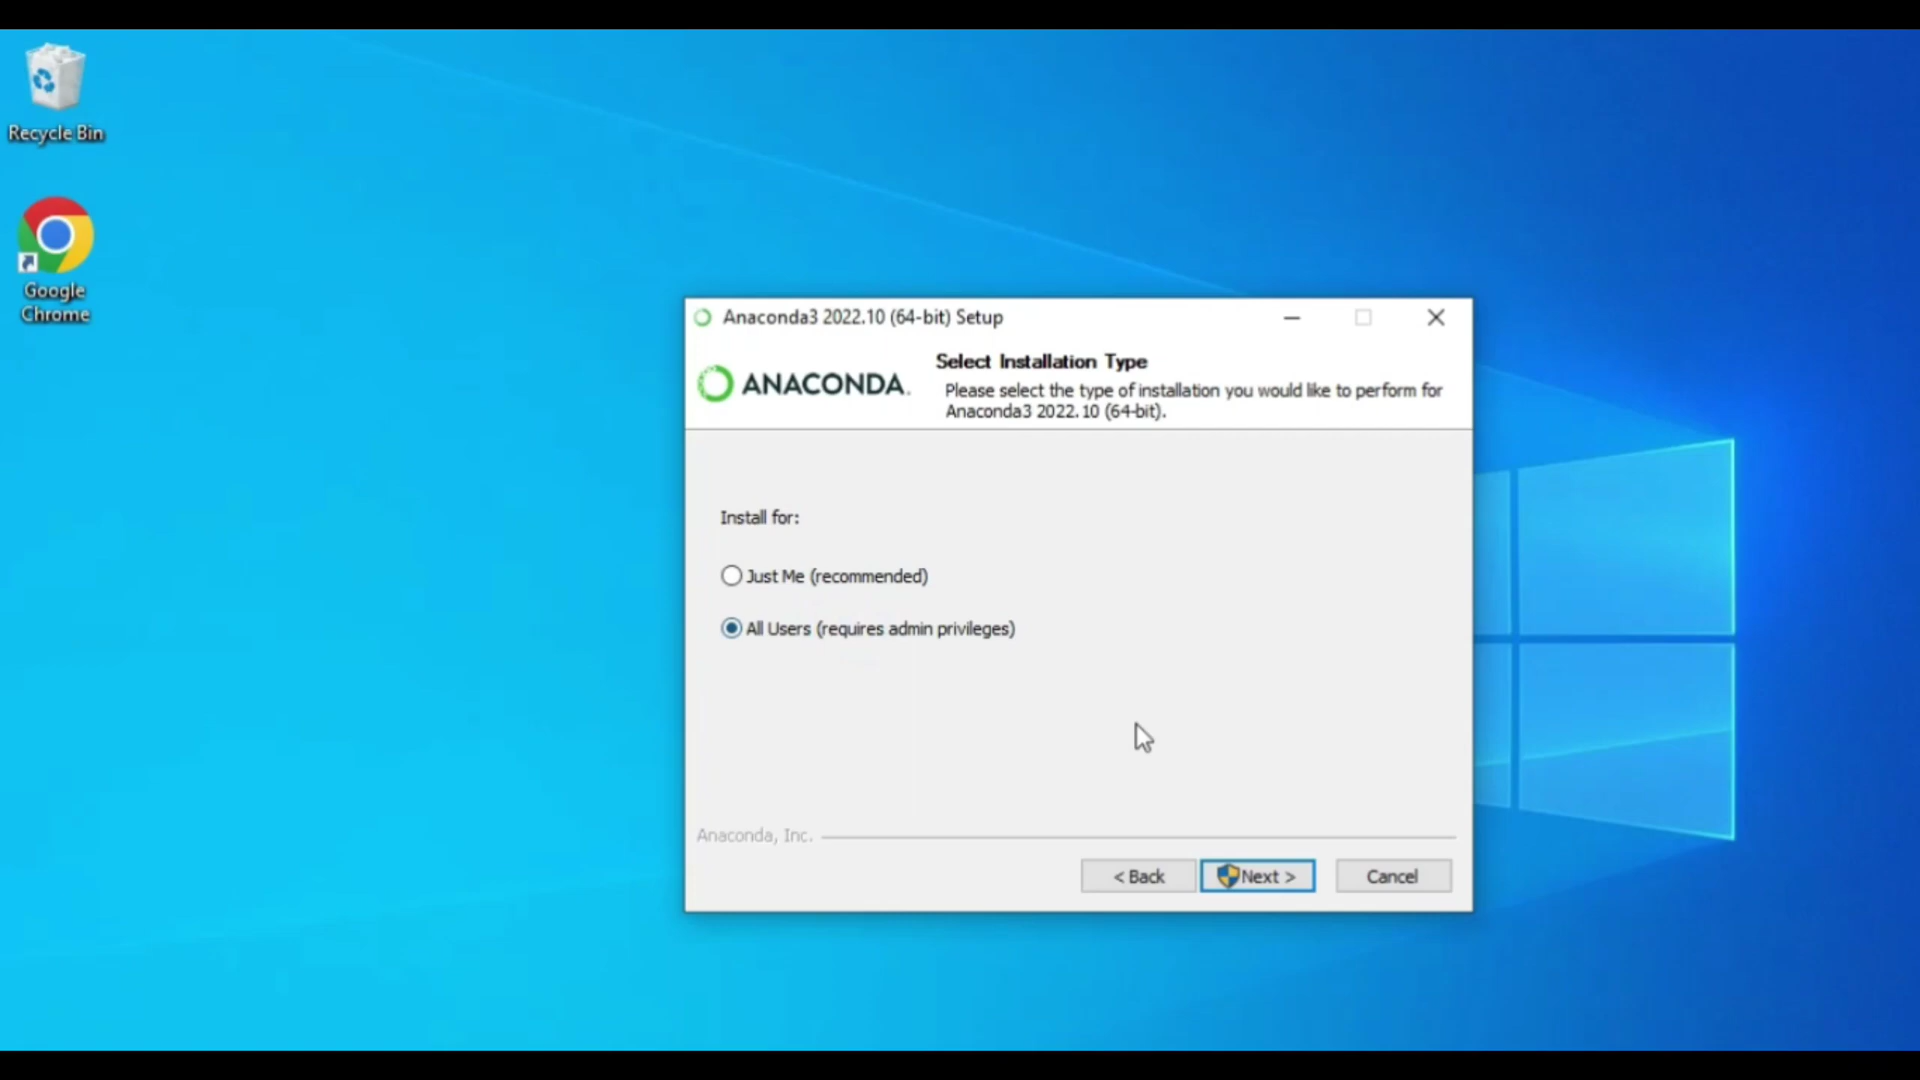 Recycle Bin
Google
Chrome
Anaconda3 2022.10 (64-bit) Setup
ANACONDA.
Select Installation Type
Please select the type of installation you would like to perform for
Anaconda3 2022.10 (64-bit).
Install for:
Just Me (recommended)
All Users (requires admin privileges)
Anaconda, Inc.
< Back
Next >
Cancel